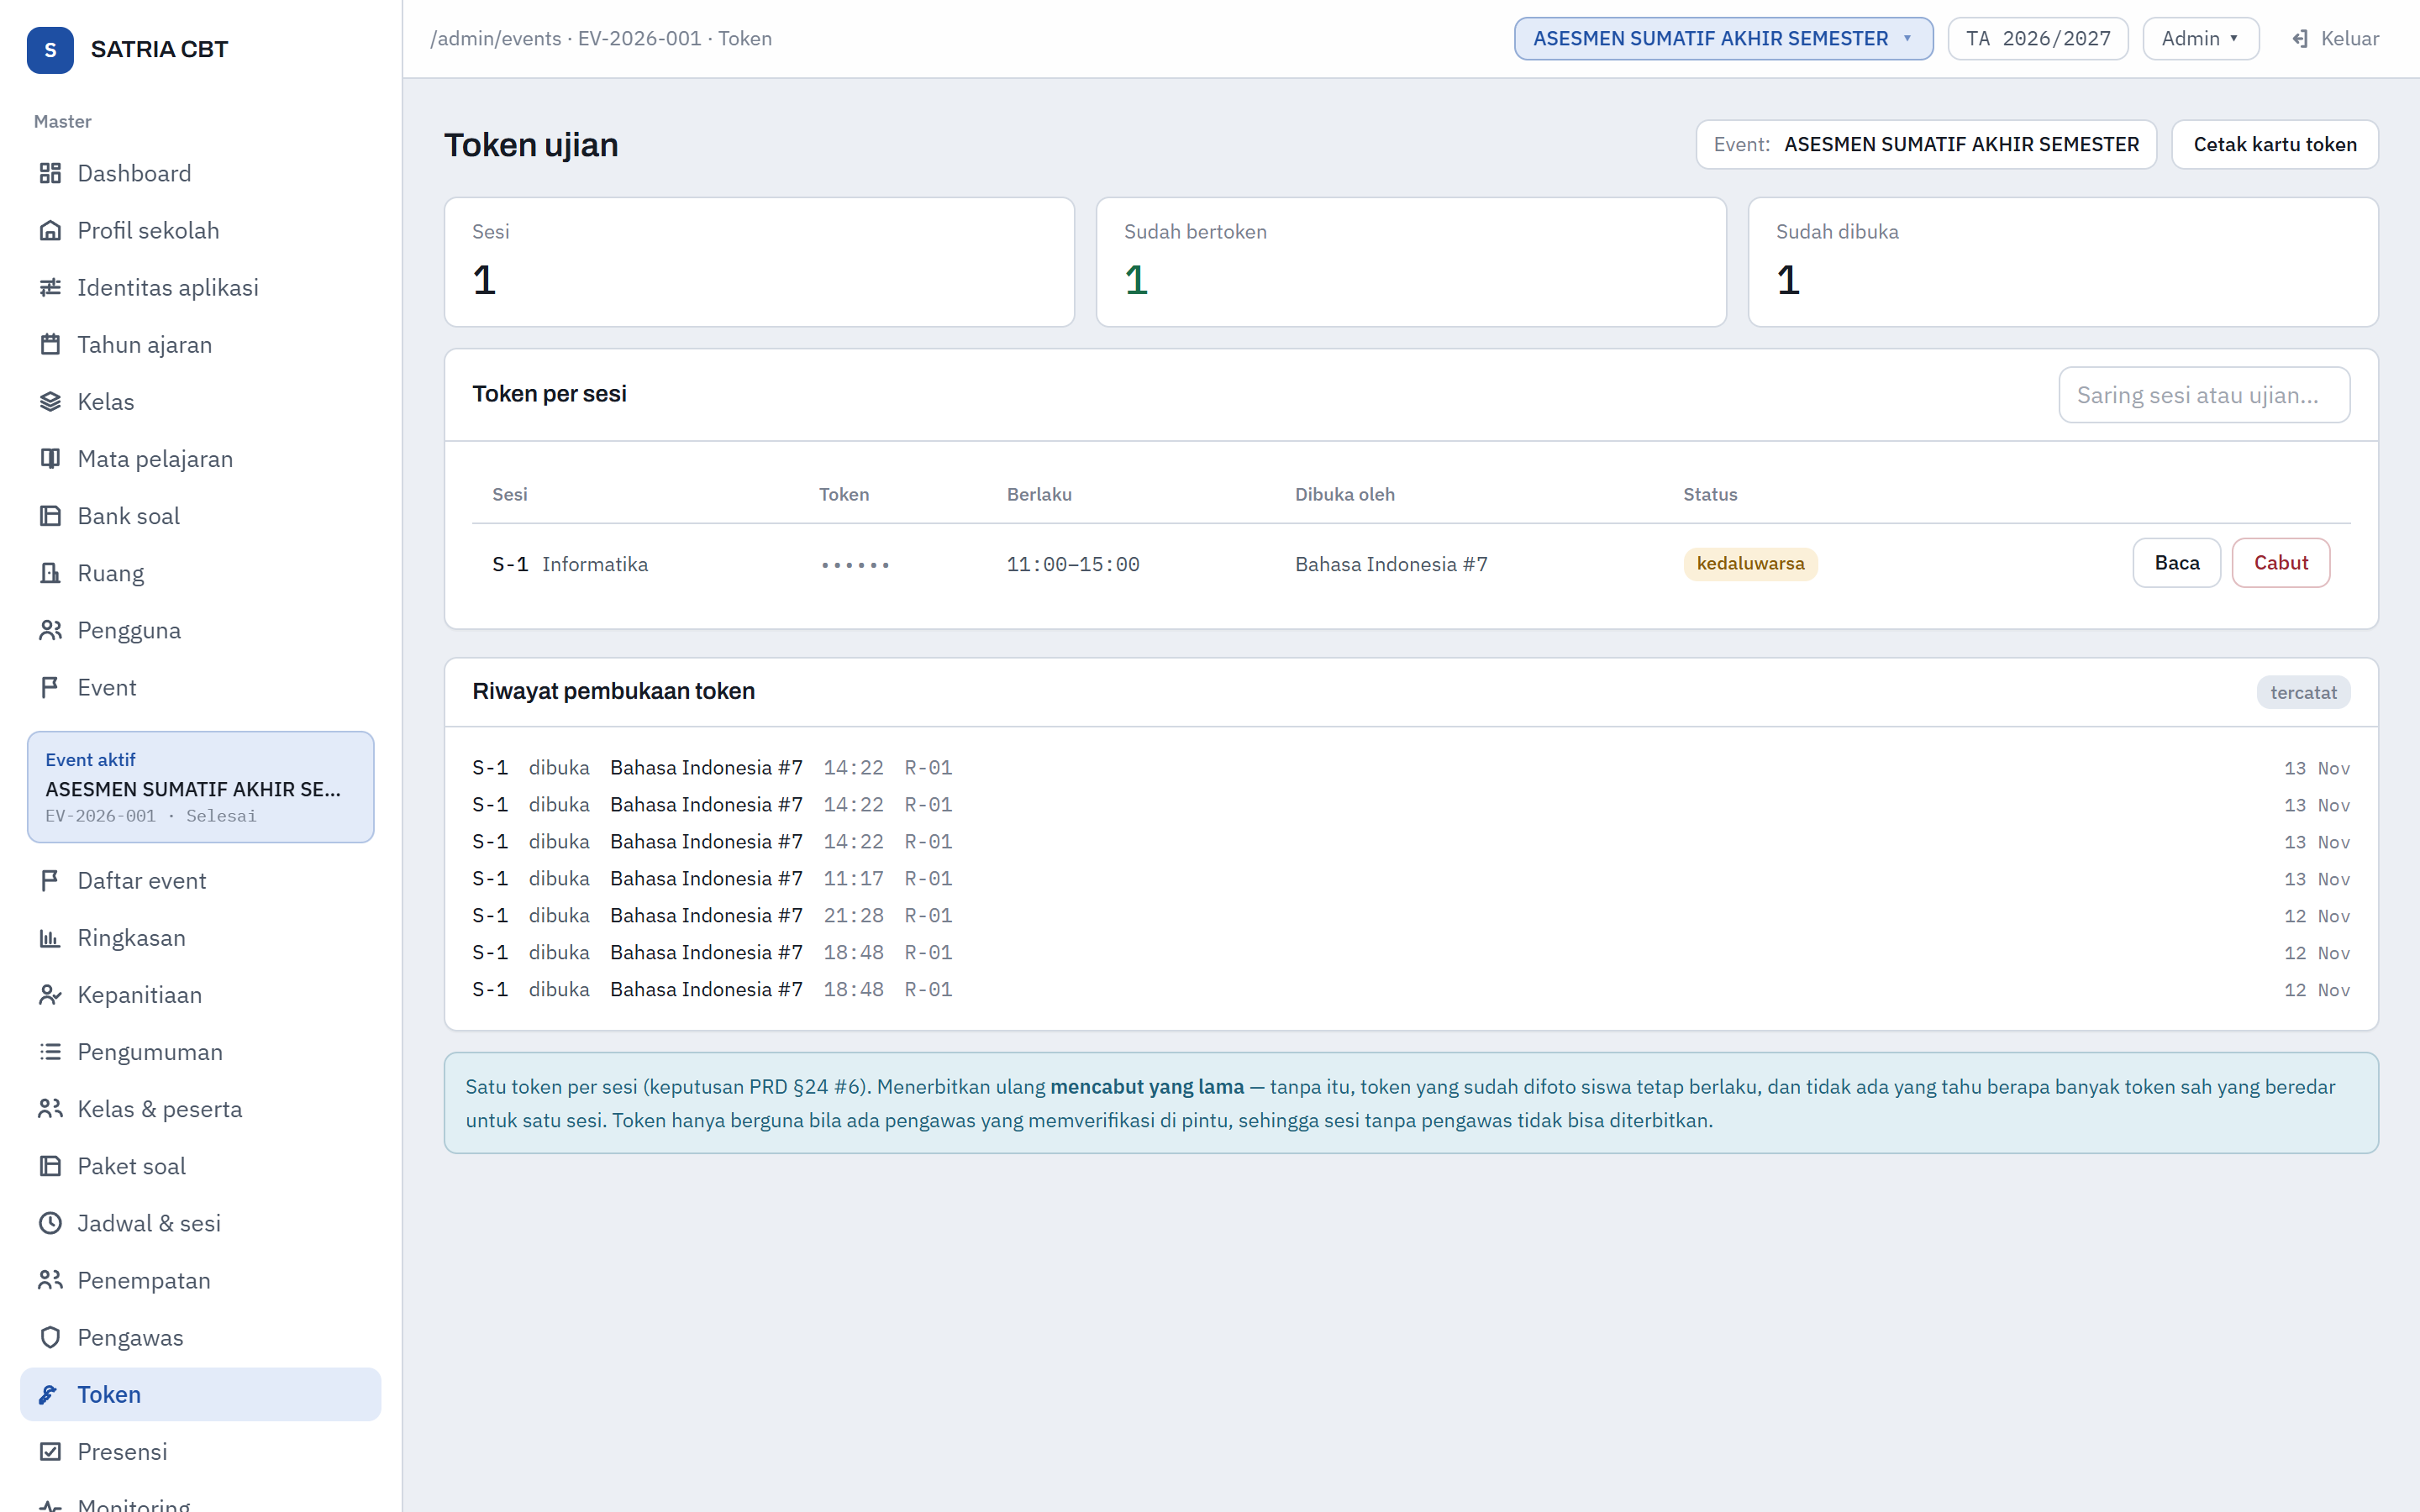 S SATRIA CBT
/admin/events · EV-2026-001 · Token
ASESMEN SUMATIF AKHIR SEMESTER ▾
TA 2026/2027
Admin ▾
Keluar
Master
Dashboard
Profil sekolah
Identitas aplikasi
Tahun ajaran
Kelas
Mata pelajaran
Bank soal
Ruang
Pengguna
Event
Event aktif
ASESMEN SUMATIF AKHIR SE...
EV-2026-001 · Selesai
Daftar event
Ringkasan
Kepanitiaan
Pengumuman
Kelas & peserta
Paket soal
Jadwal & sesi
Penempatan
Pengawas
Token
Presensi
Monitoring
Token ujian
Event: ASESMEN SUMATIF AKHIR SEMESTER
Cetak kartu token
Sesi
1
Sudah bertoken
1
Sudah dibuka
1
Token per sesi
Saring sesi atau ujian...
Sesi Token Berlaku Dibuka oleh Status
S-1 Informatika •••••• 11:00–15:00 Bahasa Indonesia #7 kedaluwarsa Baca Cabut
Riwayat pembukaan token tercatat
S-1 dibuka Bahasa Indonesia #7 14:22 R-01 13 Nov
S-1 dibuka Bahasa Indonesia #7 14:22 R-01 13 Nov
S-1 dibuka Bahasa Indonesia #7 14:22 R-01 13 Nov
S-1 dibuka Bahasa Indonesia #7 11:17 R-01 13 Nov
S-1 dibuka Bahasa Indonesia #7 21:28 R-01 12 Nov
S-1 dibuka Bahasa Indonesia #7 18:48 R-01 12 Nov
S-1 dibuka Bahasa Indonesia #7 18:48 R-01 12 Nov
Satu token per sesi (keputusan PRD §24 #6). Menerbitkan ulang mencabut yang lama — tanpa itu, token yang sudah difoto siswa tetap berlaku, dan tidak ada yang tahu berapa banyak token sah yang beredar
untuk satu sesi. Token hanya berguna bila ada pengawas yang memverifikasi di pintu, sehingga sesi tanpa pengawas tidak bisa diterbitkan.